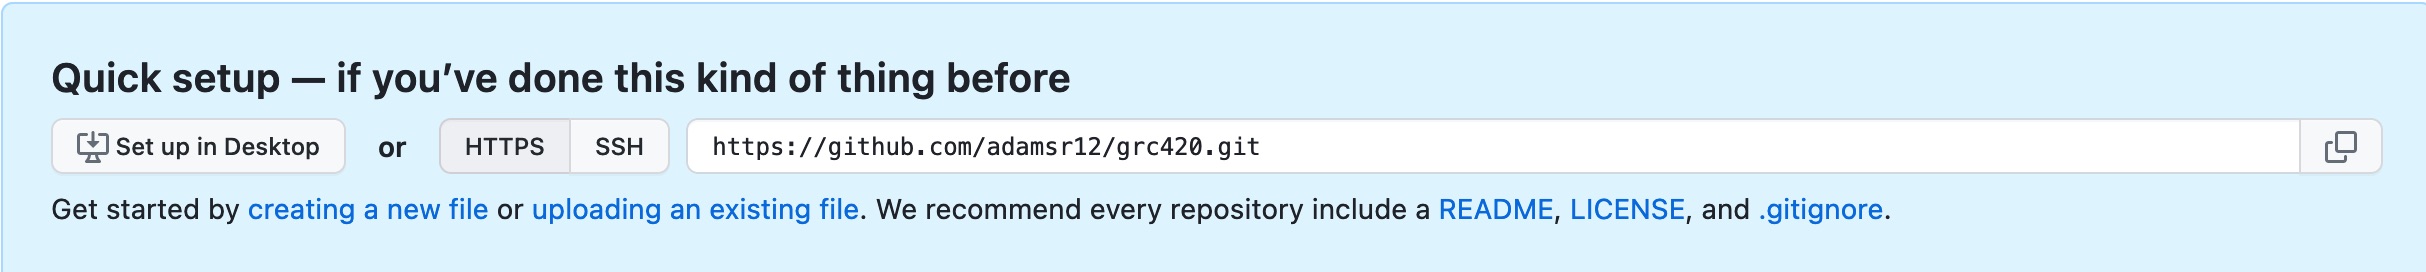 Quick setup — if you’ve done this kind of thing before
Set up in Desktop or HTTPS SSH https://github.com/adamsr12/grc420.git
Get started by creating a new file or uploading an existing file. We recommend every repository include a README, LICENSE, and .gitignore.